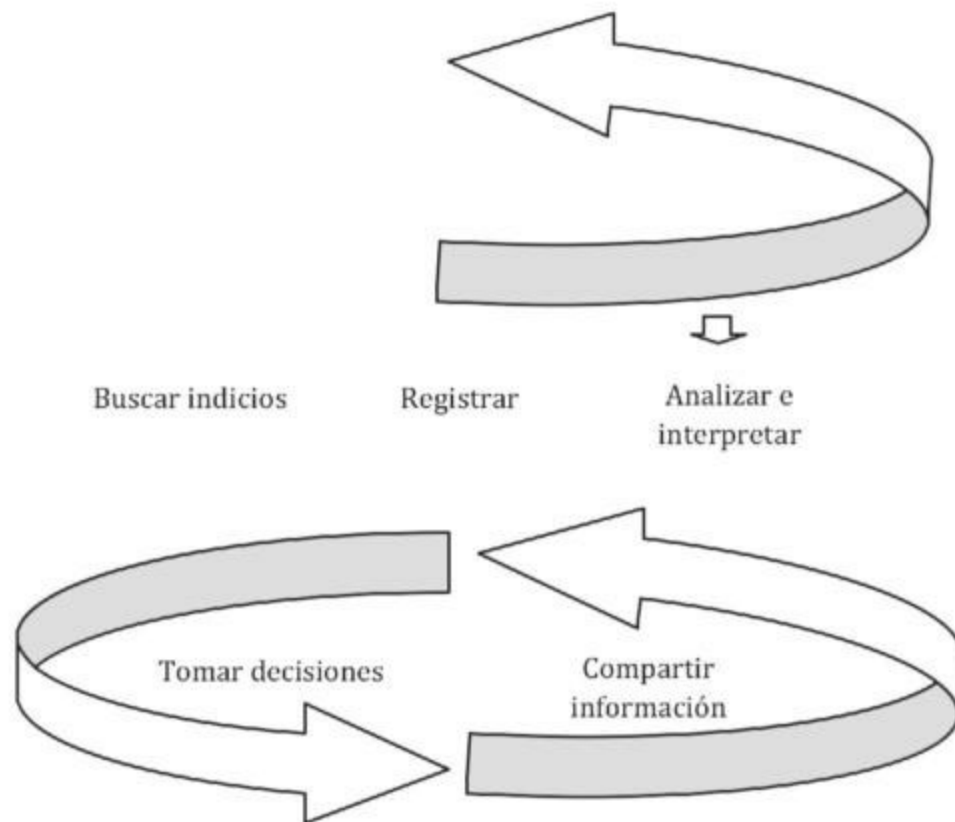 Buscar indicios
Registrar
Analizar e
interpretar
Tomar decisiones
Compartir
información